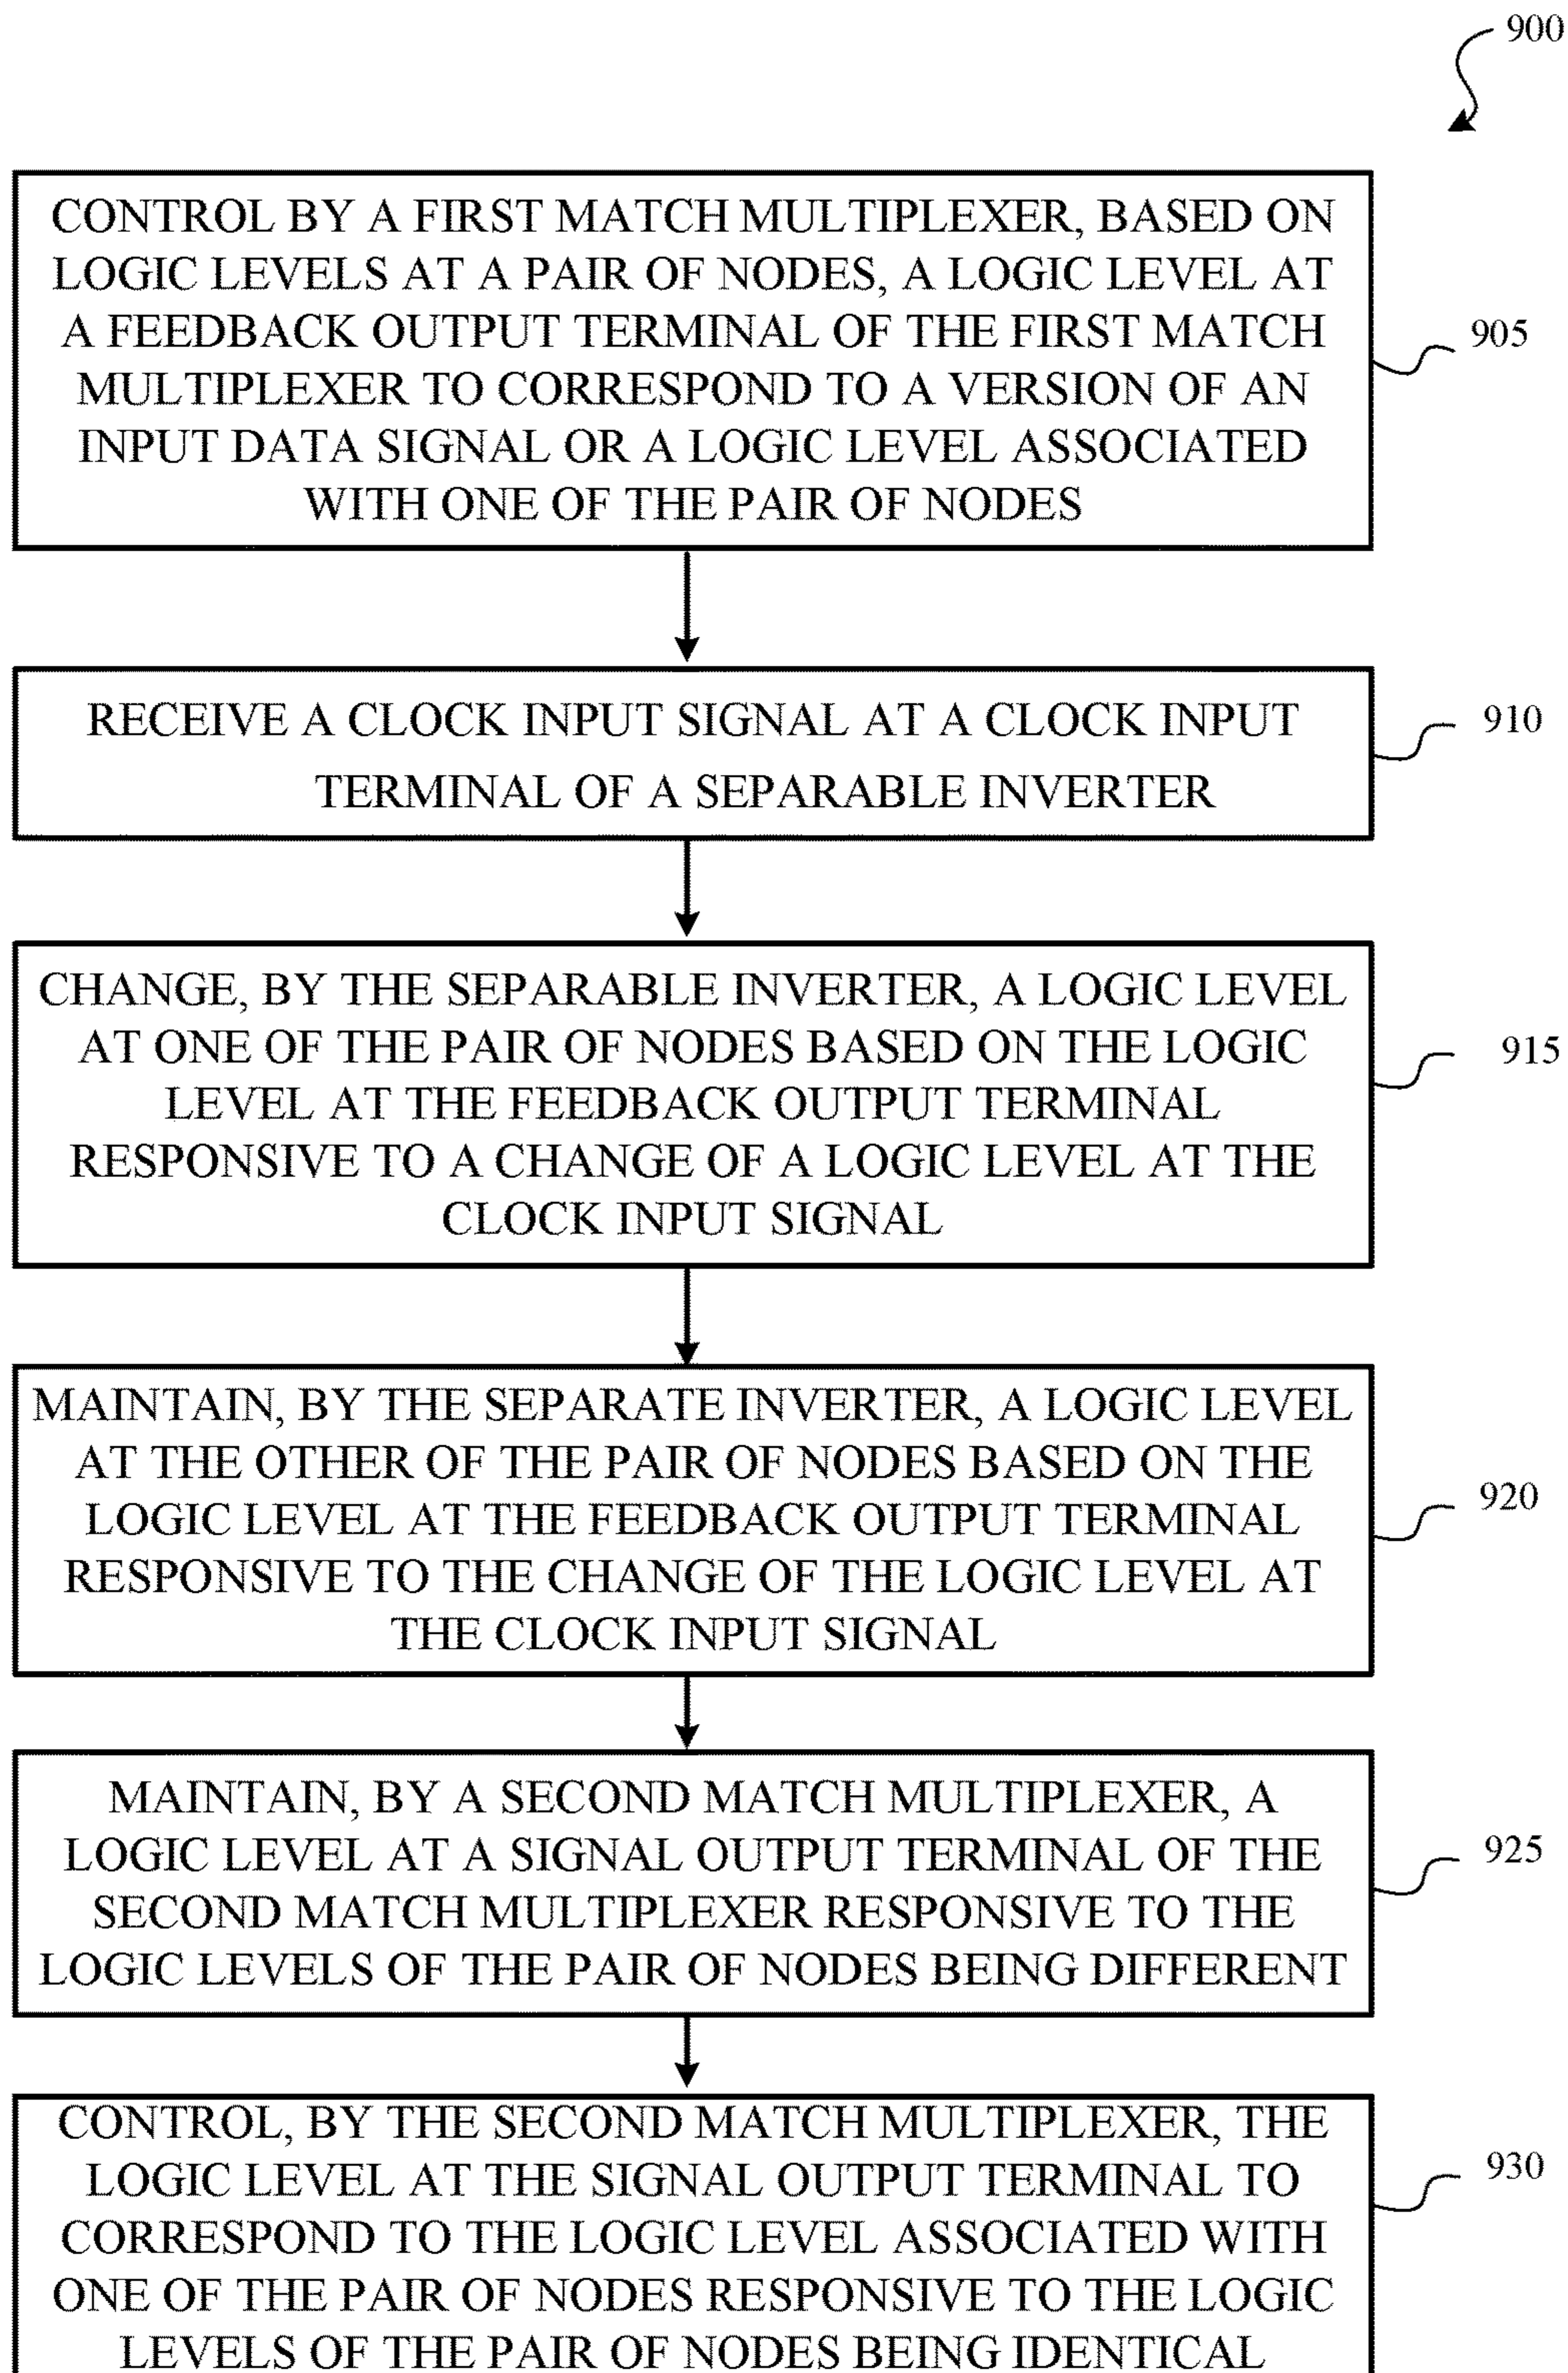 900
CONTROL BY A FIRST MATCH MULTIPLEXER, BASED ON
LOGIC LEVELS AT A PAIR OF NODES, A LOGIC LEVEL AT
A FEEDBACK OUTPUT TERMINAL OF THE FIRST MATCH
MULTIPLEXER TO CORRESPOND TO A VERSION OF AN
INPUT DATA SIGNAL OR A LOGIC LEVEL ASSOCIATED
WITH ONE OF THE PAIR OF NODES
905
RECEIVE A CLOCK INPUT SIGNAL AT A CLOCK INPUT
TERMINAL OF A SEPARABLE INVERTER
910
CHANGE, BY THE SEPARABLE INVERTER, A LOGIC LEVEL
AT ONE OF THE PAIR OF NODES BASED ON THE LOGIC
LEVEL AT THE FEEDBACK OUTPUT TERMINAL
RESPONSIVE TO A CHANGE OF A LOGIC LEVEL AT THE
CLOCK INPUT SIGNAL
915
MAINTAIN, BY THE SEPARATE INVERTER, A LOGIC LEVEL
AT THE OTHER OF THE PAIR OF NODES BASED ON THE
LOGIC LEVEL AT THE FEEDBACK OUTPUT TERMINAL
RESPONSIVE TO THE CHANGE OF THE LOGIC LEVEL AT
THE CLOCK INPUT SIGNAL
920
MAINTAIN, BY A SECOND MATCH MULTIPLEXER, A
LOGIC LEVEL AT A SIGNAL OUTPUT TERMINAL OF THE
SECOND MATCH MULTIPLEXER RESPONSIVE TO THE
LOGIC LEVELS OF THE PAIR OF NODES BEING DIFFERENT
925
CONTROL, BY THE SECOND MATCH MULTIPLEXER, THE
LOGIC LEVEL AT THE SIGNAL OUTPUT TERMINAL TO
CORRESPOND TO THE LOGIC LEVEL ASSOCIATED WITH
ONE OF THE PAIR OF NODES RESPONSIVE TO THE LOGIC
LEVELS OF THE PAIR OF NODES BEING IDENTICAL
930